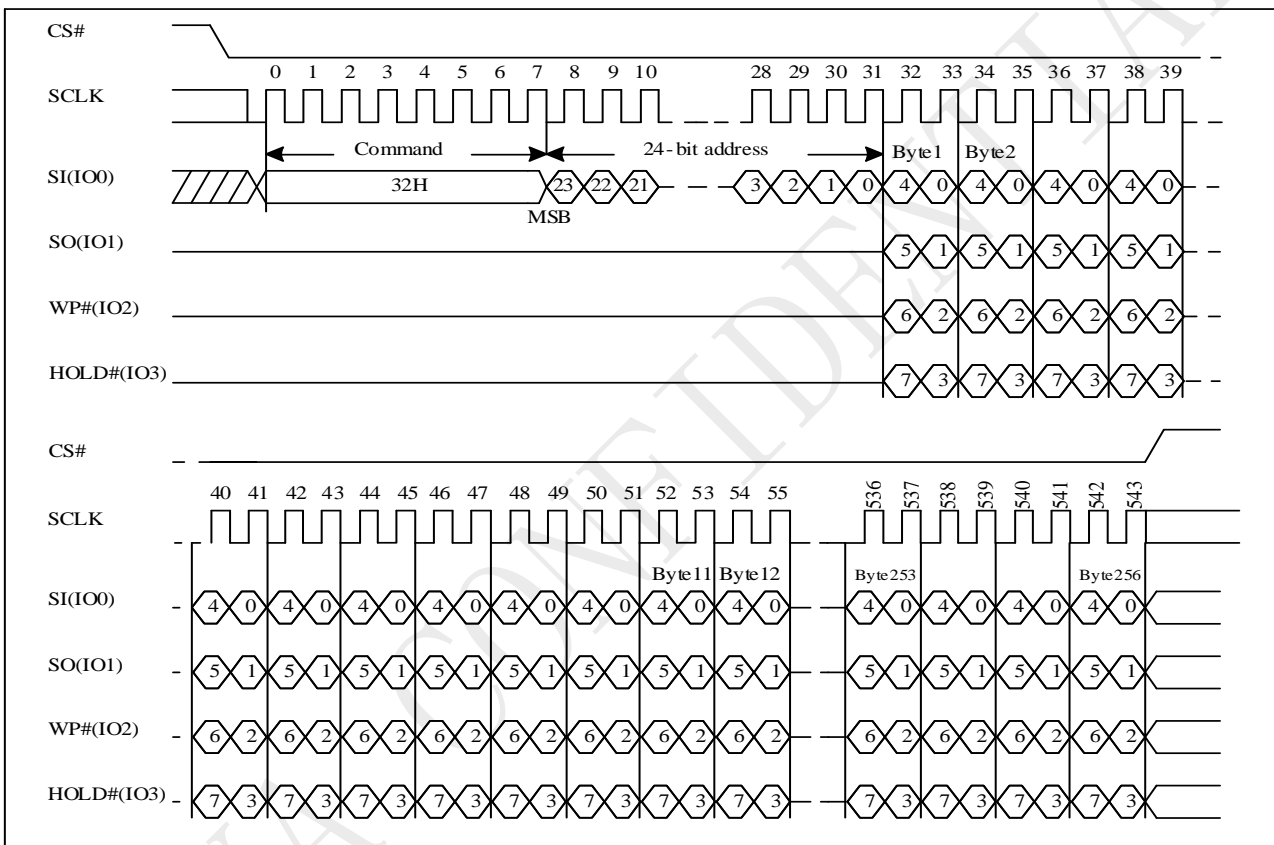 CS#
0 1 2 3 4 5 6 7 8 9 10 28 29 30 31 32 33 34 35 36 37 38 39
SCLK
Command 24-bit address Byte1 Byte2
SI(IO0) 32H 23 22 21 3 2 1 0 4 0 4 0 4 0 4 0
MSB
SO(IO1) 5 1 5 1 5 1 5 1
WP#(IO2) 6 2 6 2 6 2 6 2
HOLD#(IO3) 7 3 7 3 7 3 7 3
CS#
40 41 42 43 44 45 46 47 48 49 50 51 52 53 54 55 536 537 538 539 540 541 542 543
SCLK
Byte11 Byte12 Byte253 Byte256
SI(IO0) 4 0 4 0 4 0 4 0 4 0 4 0 4 0 4 0 4 0 4 0 4 0 4 0
SO(IO1) 5 1 5 1 5 1 5 1 5 1 5 1 5 1 5 1 5 1 5 1 5 1 5 1
WP#(IO2) 6 2 6 2 6 2 6 2 6 2 6 2 6 2 6 2 6 2 6 2 6 2 6 2
HOLD#(IO3) 7 3 7 3 7 3 7 3 7 3 7 3 7 3 7 3 7 3 7 3 7 3 7 3
CONFIDENTIAL